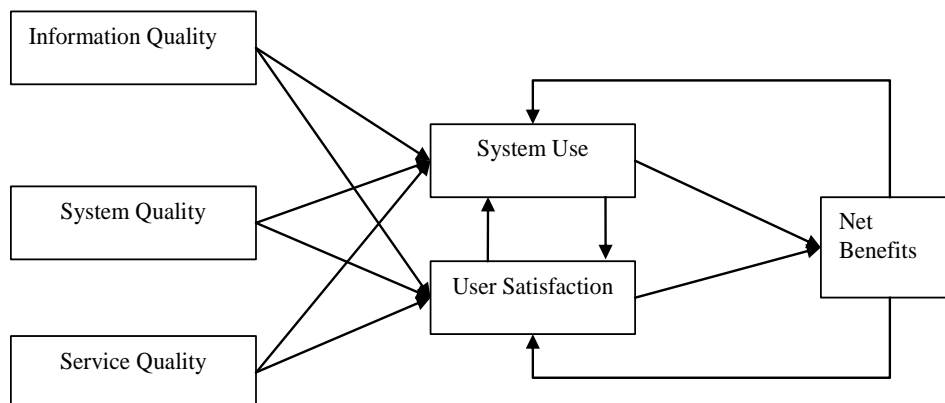 Information Quality
System Use
System Quality
Net
Benefits
User Satisfaction
Service Quality